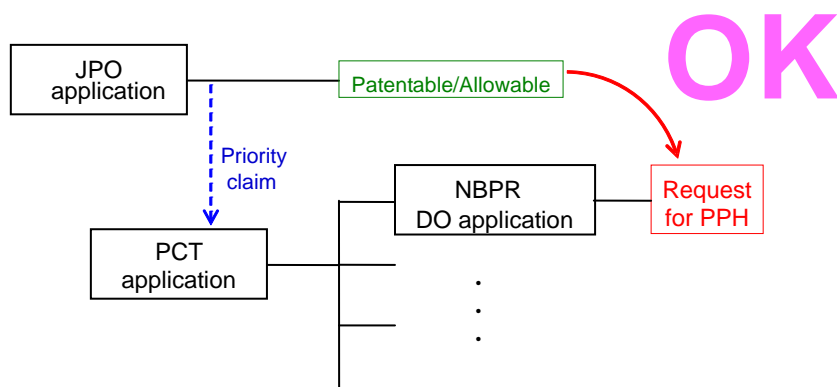 OK
JPO
application
Patentable/Allowable
Priority
claim
NBPR
DO application
Request
for PPH
PCT
application